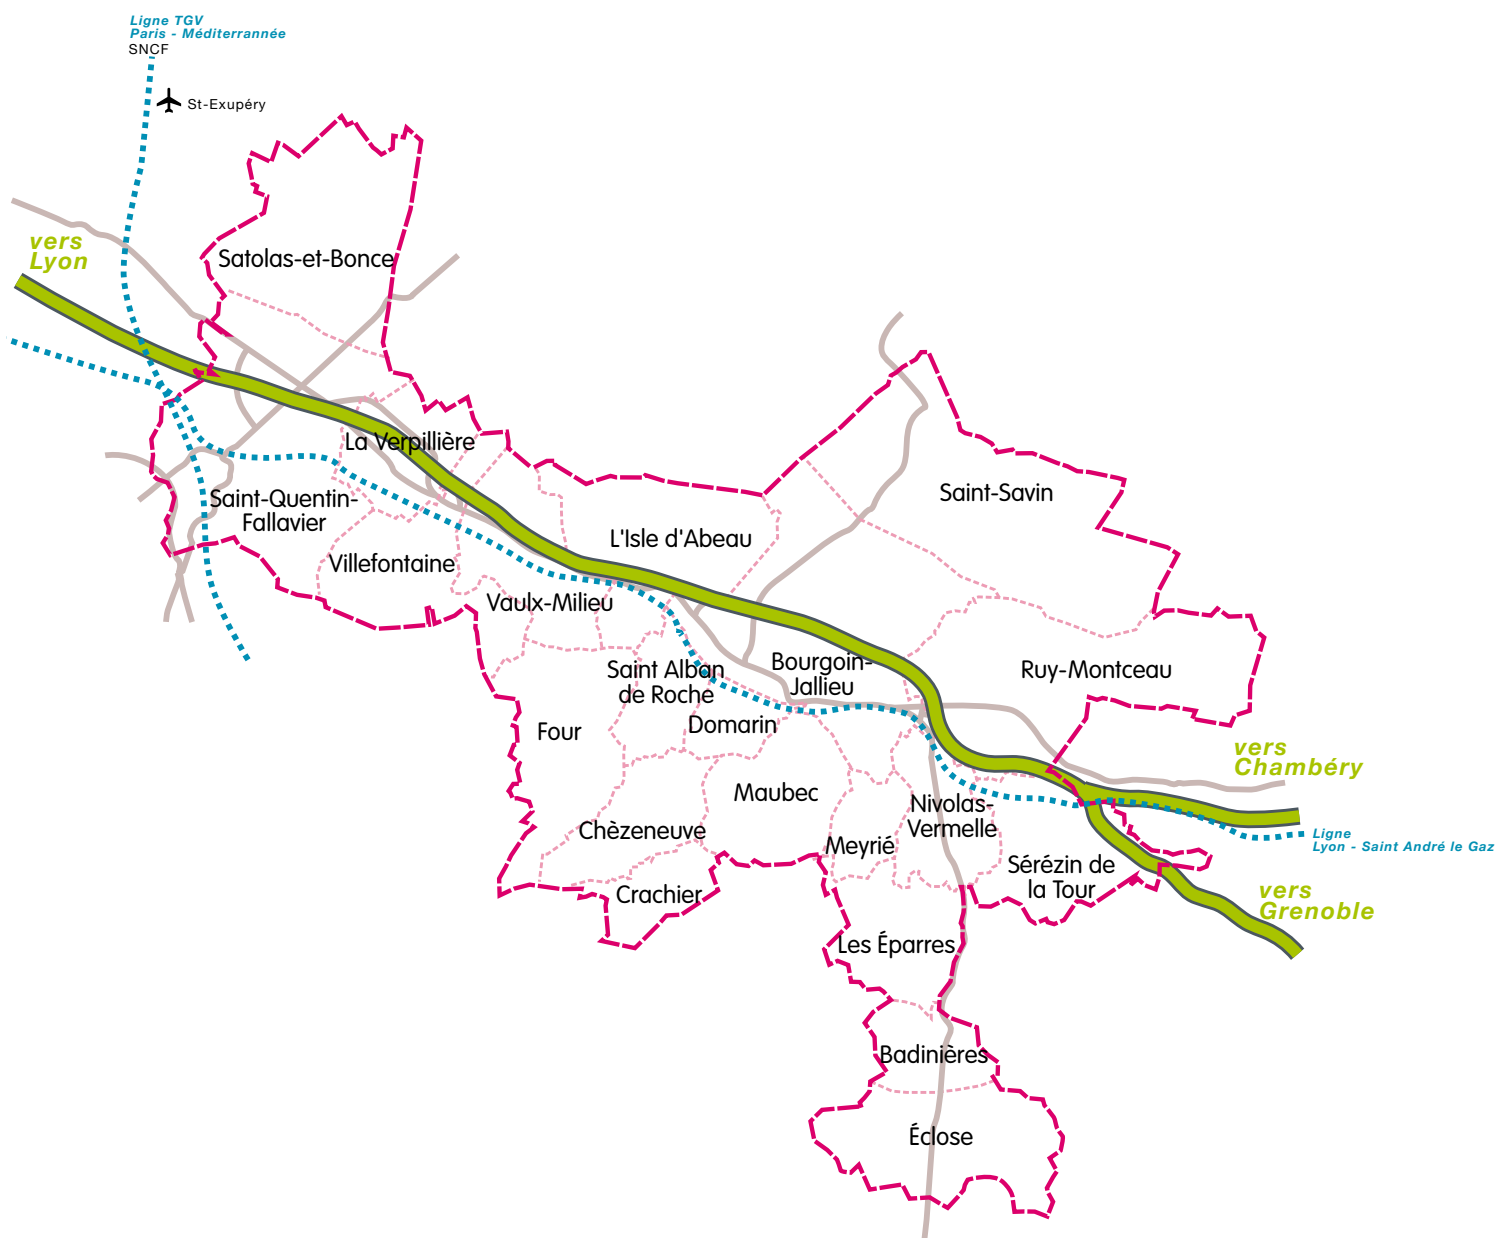 Ligne TGV
Paris - Méditerrannée
SNCF
St-Exupéry
vers
Lyon
Satolas-et-Bonce
La Verpillière
Saint-Quentin-
Fallavier
Villefontaine
L'Isle d'Abeau
Saint-Savin
Vaulx-Milieu
Saint Alban
de Roche
Bourgoin-
Jallieu
Ruy-Montceau
Four
Domarin
vers
Chambéry
Maubec
Nivolas-
Vermelle
Chèzeneuve
Meyrié
Ligne
Lyon - Saint André le Gaz
Sérézin de
la Tour
Crachier
vers
Grenoble
Les Éparres
Badinières
Éclose